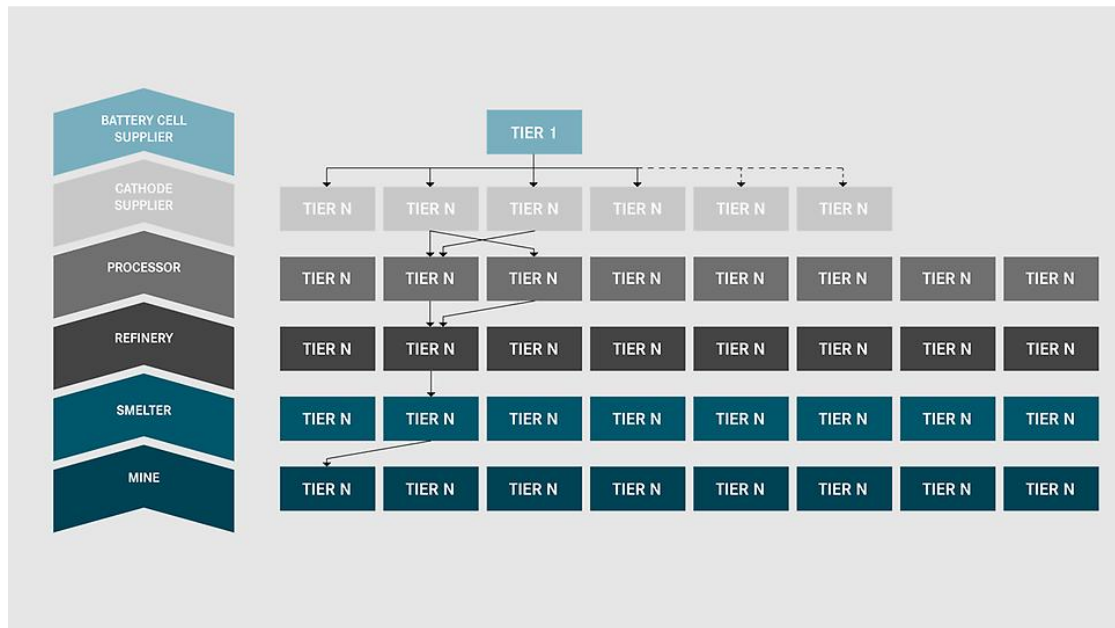 BATTERY CELL
SUPPLIER
TIER 1
CATHODE
SUPPLIER
TIER N TIER N TIER N TIER N TIER N TIER N
PROCESSOR
TIER N TIER N TIER N TIER N TIER N TIER N TIER N TIER N
REFINERY
TIER N TIER N TIER N TIER N TIER N TIER N TIER N TIER N
SMELTER
TIER N TIER N TIER N TIER N TIER N TIER N TIER N TIER N
MINE
TIER N TIER N TIER N TIER N TIER N TIER N TIER N TIER N